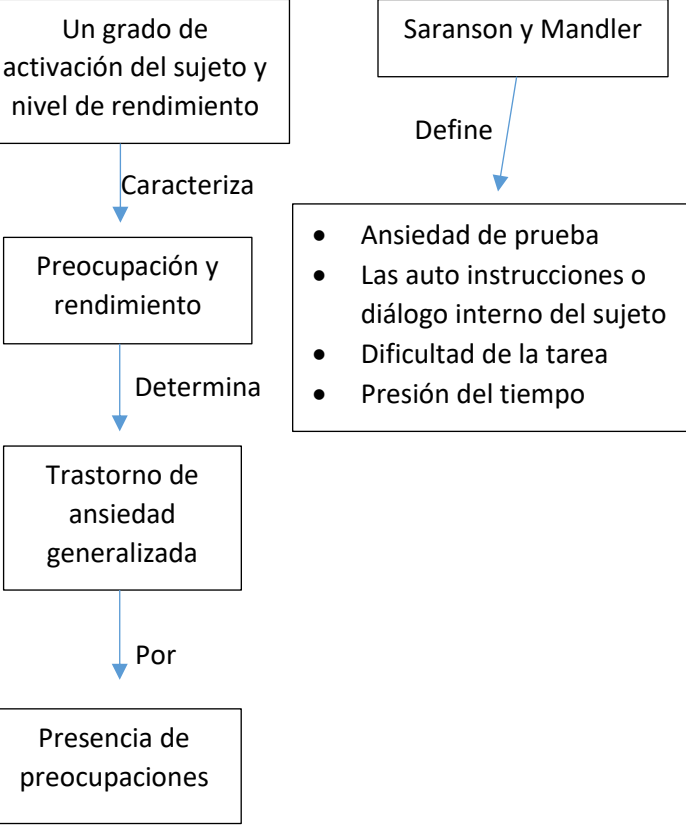 Un grado de
activación del sujeto y
nivel de rendimiento
Caracteriza
Preocupación y
rendimiento
Determina
Trastorno de
ansiedad
generalizada
Por
Presencia de
preocupaciones
Saranson y Mandler
Define
• Ansiedad de prueba
• Las auto instrucciones o
diálogo interno del sujeto
• Dificultad de la tarea
• Presión del tiempo